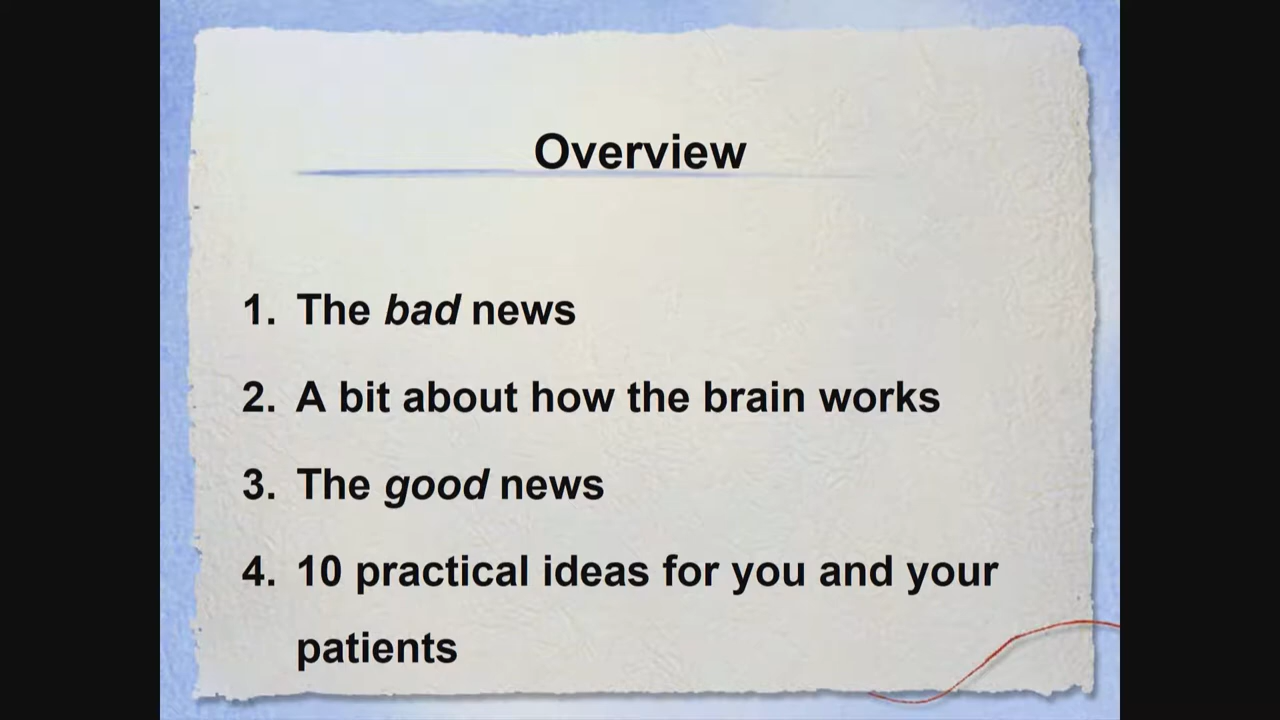 Overview
1. The bad news
2. A bit about how the brain works
3. The good news
4. 10 practical ideas for you and your
patients